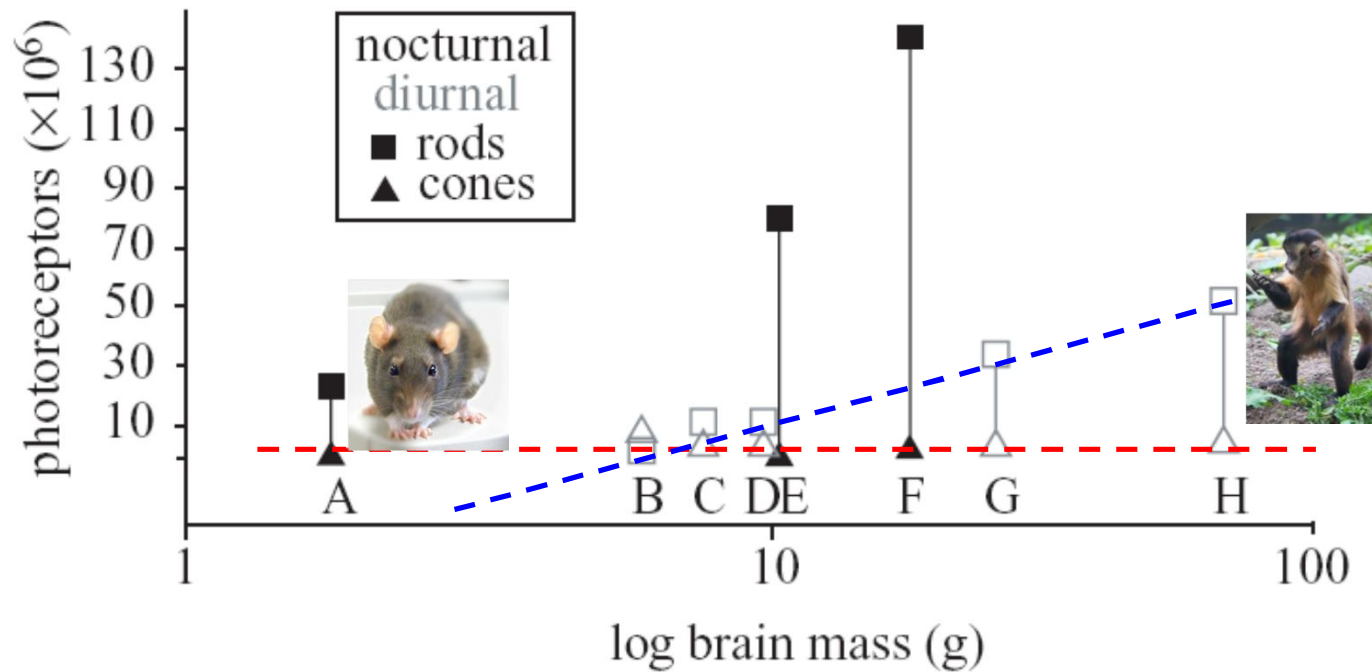 photoreceptors (×10⁶)
130
110
90
70
50
30
10
nocturnal
diurnal
rods
cones
A B C D E F G H
1 10 100
log brain mass (g)